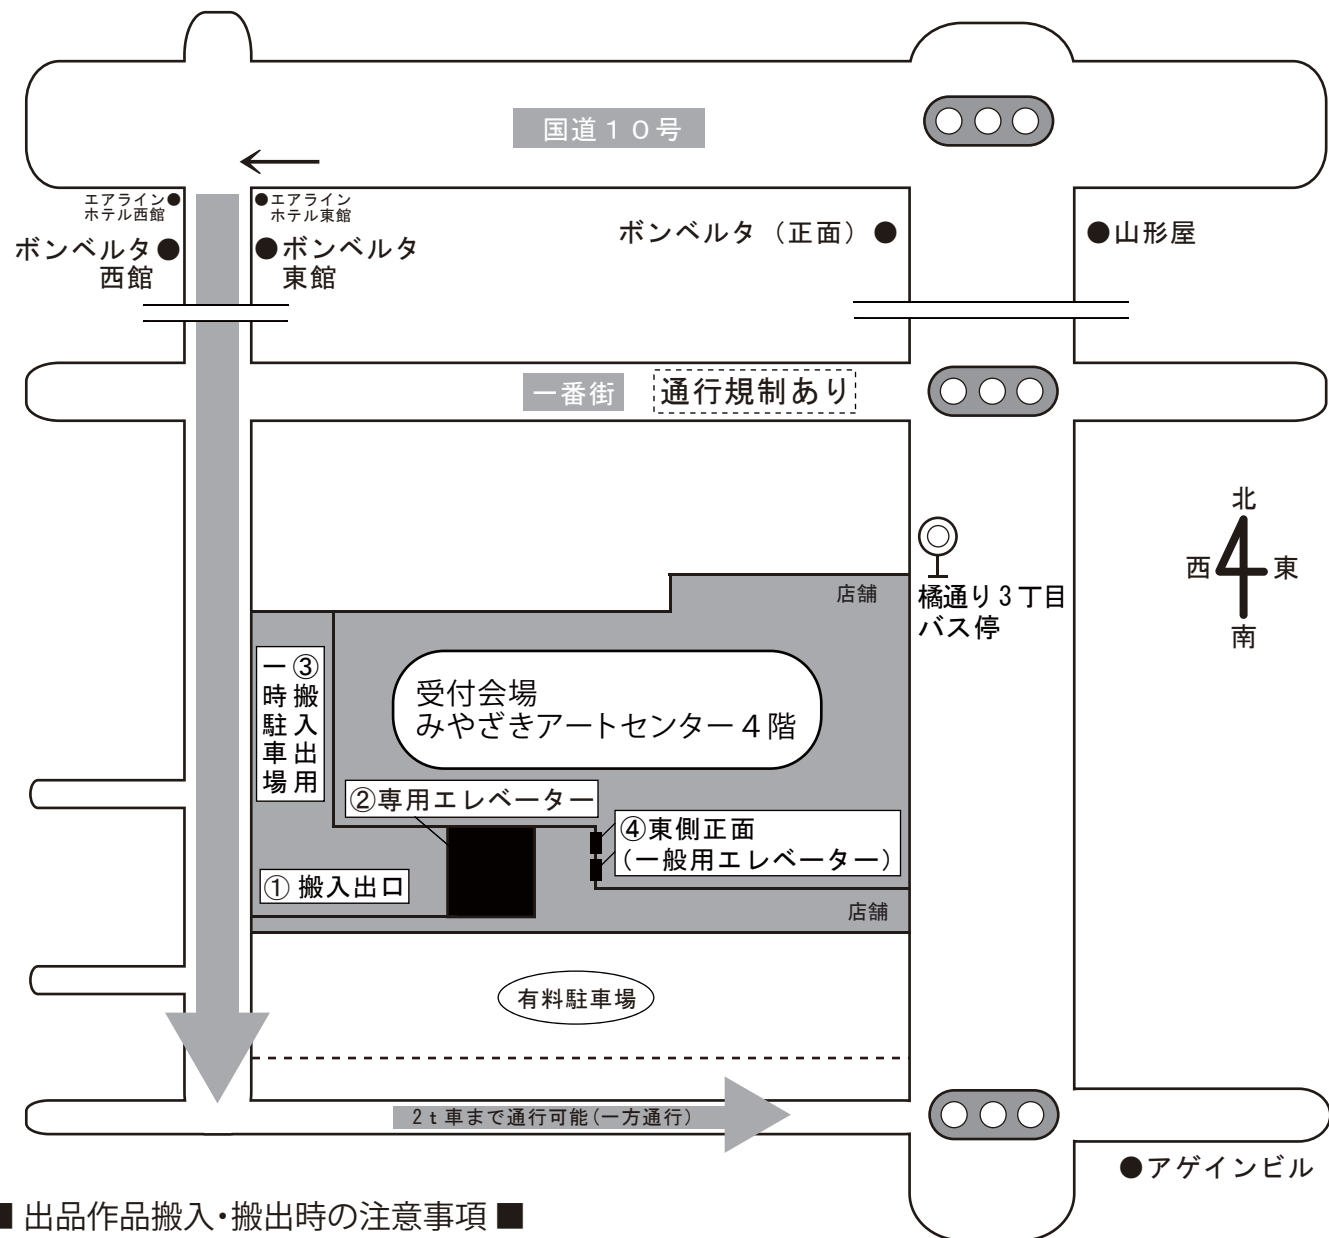 国道１０号
エアライン
ホテル西館
エアライン
ホテル東館
ボンベルタ
西館
ボンベルタ
東館
ボンベルタ（正面）
山形屋
一番街
通行規制あり
北
西
東
南
橘通り3丁目
バス停
店舗
③搬入出用
一時駐車場
受付会場
みやざきアートセンター４階
②専用エレベーター
④東側正面
(一般用エレベーター)
① 搬入出口
店舗
有料駐車場
2ｔ車まで通行可能(一方通行)
●アゲインビル
■ 出品作品搬入・搬出時の注意事項 ■